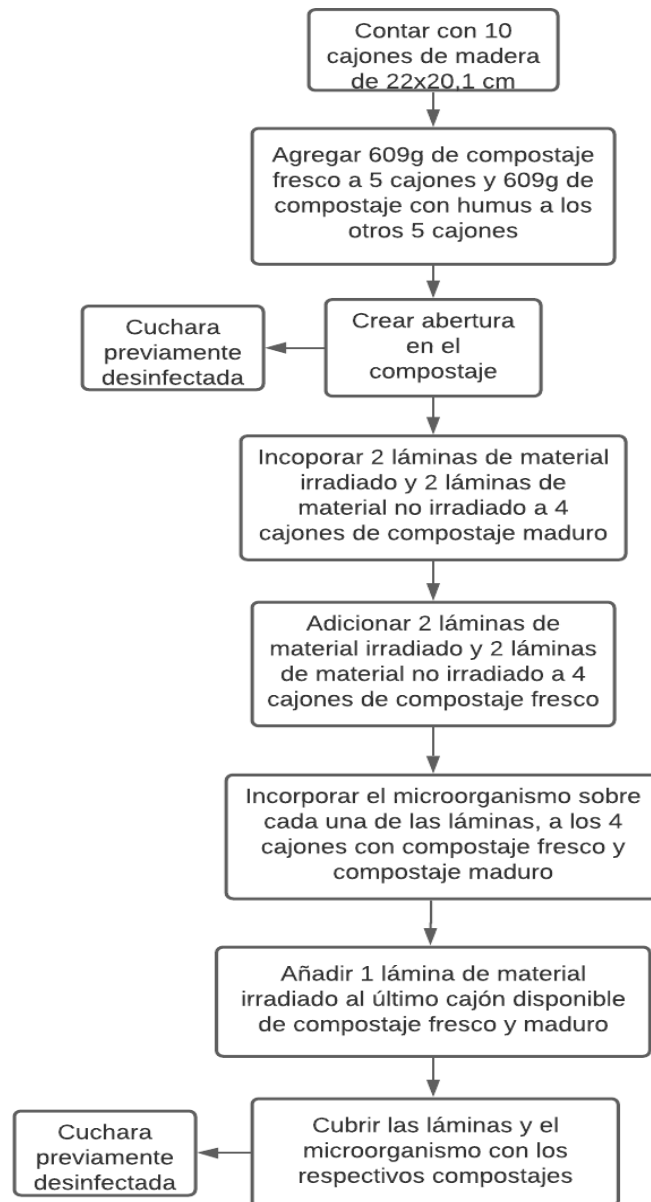 Contar con 10
cajones de madera
de 22x20,1 cm
Agregar 609g de compostaje
fresco a 5 cajones y 609g de
compostaje con humus a los
otros 5 cajones
Cuchara
previamente
desinfectada
Crear abertura
en el
compostaje
Incoporar 2 láminas de material
irradiado y 2 láminas de
material no irradiado a 4
cajones de compostaje maduro
Adicionar 2 láminas de
material irradiado y 2 láminas
de material no irradiado a 4
cajones de compostaje fresco
Incorporar el microorganismo sobre
cada una de las láminas, a los 4
cajones con compostaje fresco y
compostaje maduro
Añadir 1 lámina de material
irradiado al último cajón disponible
de compostaje fresco y maduro
Cuchara
previamente
desinfectada
Cubrir las láminas y el
microorganismo con los
respectivos compostajes